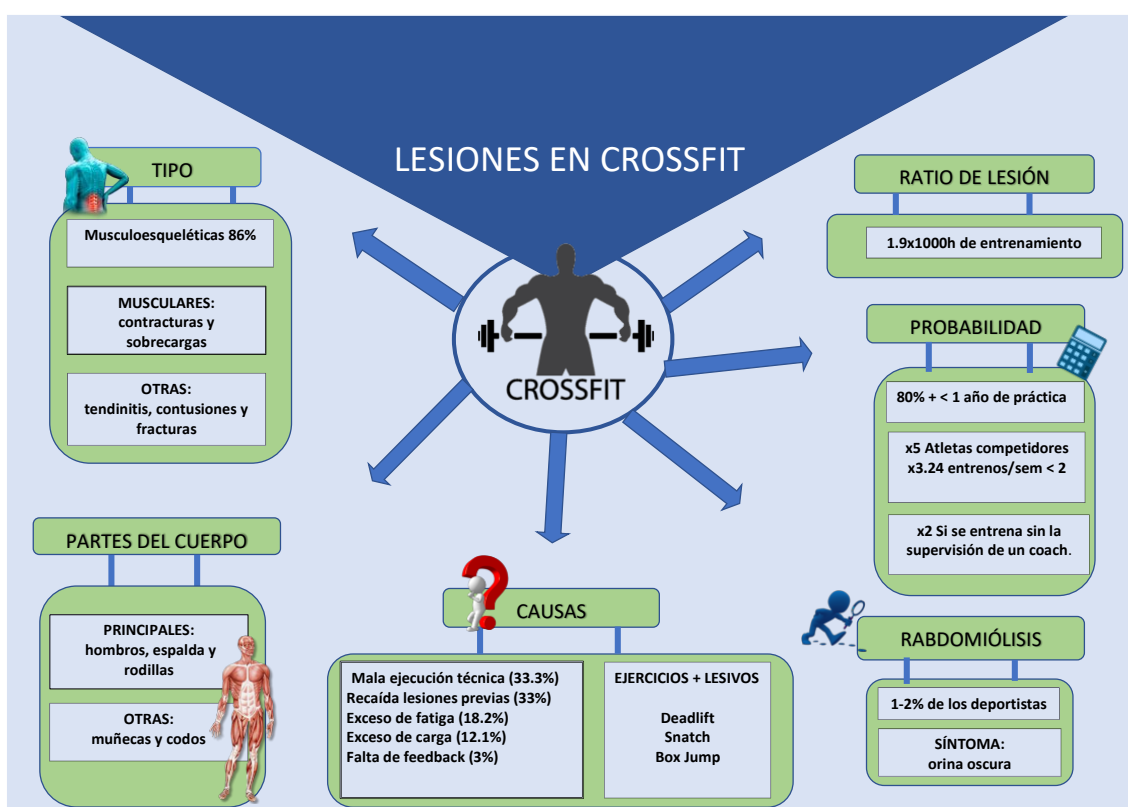 LESIONES EN CROSSFIT
CROSSFIT
TIPO
Musculoesqueléticas 86%
MUSCULARES:
contracturas y
sobrecargas
OTRAS:
tendinitis, contusiones y
fracturas
PARTES DEL CUERPO
PRINCIPALES:
hombros, espalda y
rodillas
OTRAS:
muñecas y codos
CAUSAS
Mala ejecución técnica (33.3%)
Recaída lesiones previas (33%)
Exceso de fatiga (18.2%)
Exceso de carga (12.1%)
Falta de feedback (3%)
EJERCICIOS + LESIVOS
Deadlift
Snatch
Box Jump
RATIO DE LESIÓN
1.9x1000h de entrenamiento
PROBABILIDAD
80% + < 1 año de práctica
x5 Atletas competidores
x3.24 entrenos/sem < 2
x2 Si se entrena sin la
supervisión de un coach.
RABDOMIÓLISIS
1-2% de los deportistas
SÍNTOMA:
orina oscura